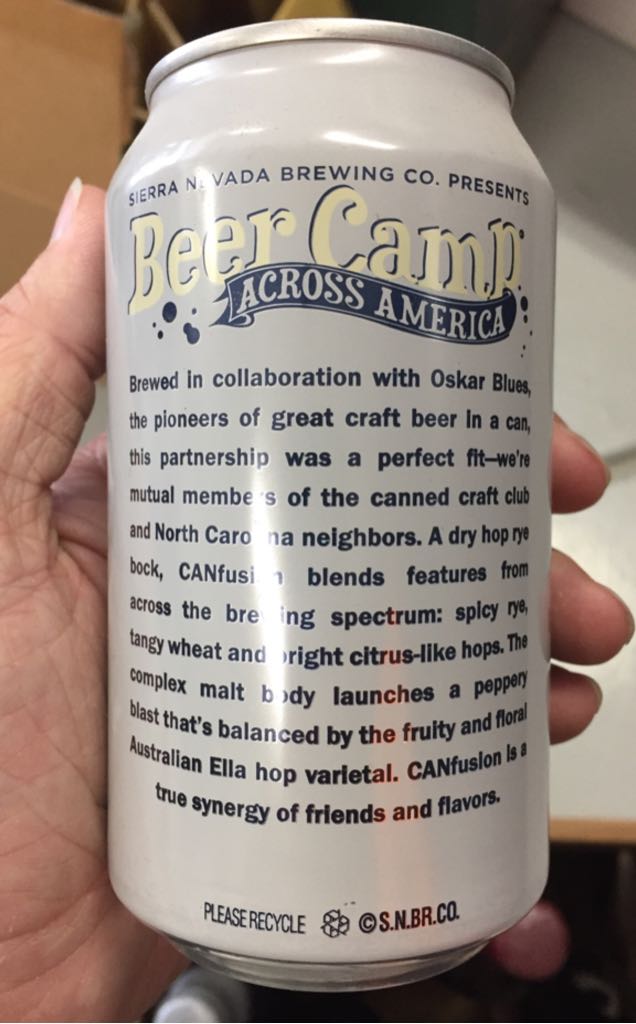 SIERRA NEVADA BREWING CO. PRESENTS
Beer Camp
ACROSS AMERICA
Brewed in collaboration with Oskar Blues,
the pioneers of great craft beer in a can,
this partnership was a perfect fit—we're
mutual members of the canned craft club
and North Carolina neighbors. A dry hop rye
bock, CANfusion blends features from
across the brewing spectrum: spicy rye,
tangy wheat and bright citrus-like hops. The
complex malt body launches a peppery
blast that's balanced by the fruity and floral
Australian Ella hop varietal. CANfusion is a
true synergy of friends and flavors.
PLEASE RECYCLE ©S.N.BR.CO.